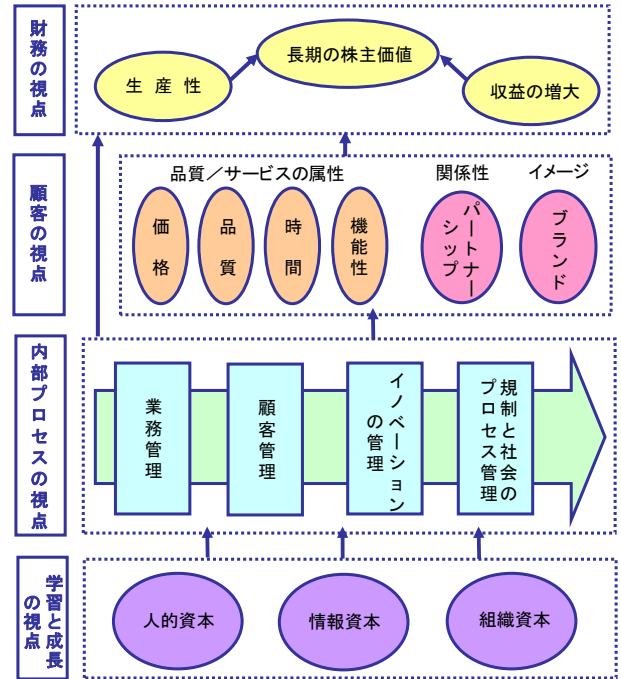 財務の視点
長期の株主価値
生産性
収益の増大
顧客の視点
品質／サービスの属性
関係性
イメージ
価格
品質
時間
機能性
パートナー
シップ
ブランド
内部プロセスの視点
業務管理
顧客管理
イノベーション
の管理
規制と社会の
プロセス管理
学習と成長
の視点
人的資本
情報資本
組織資本